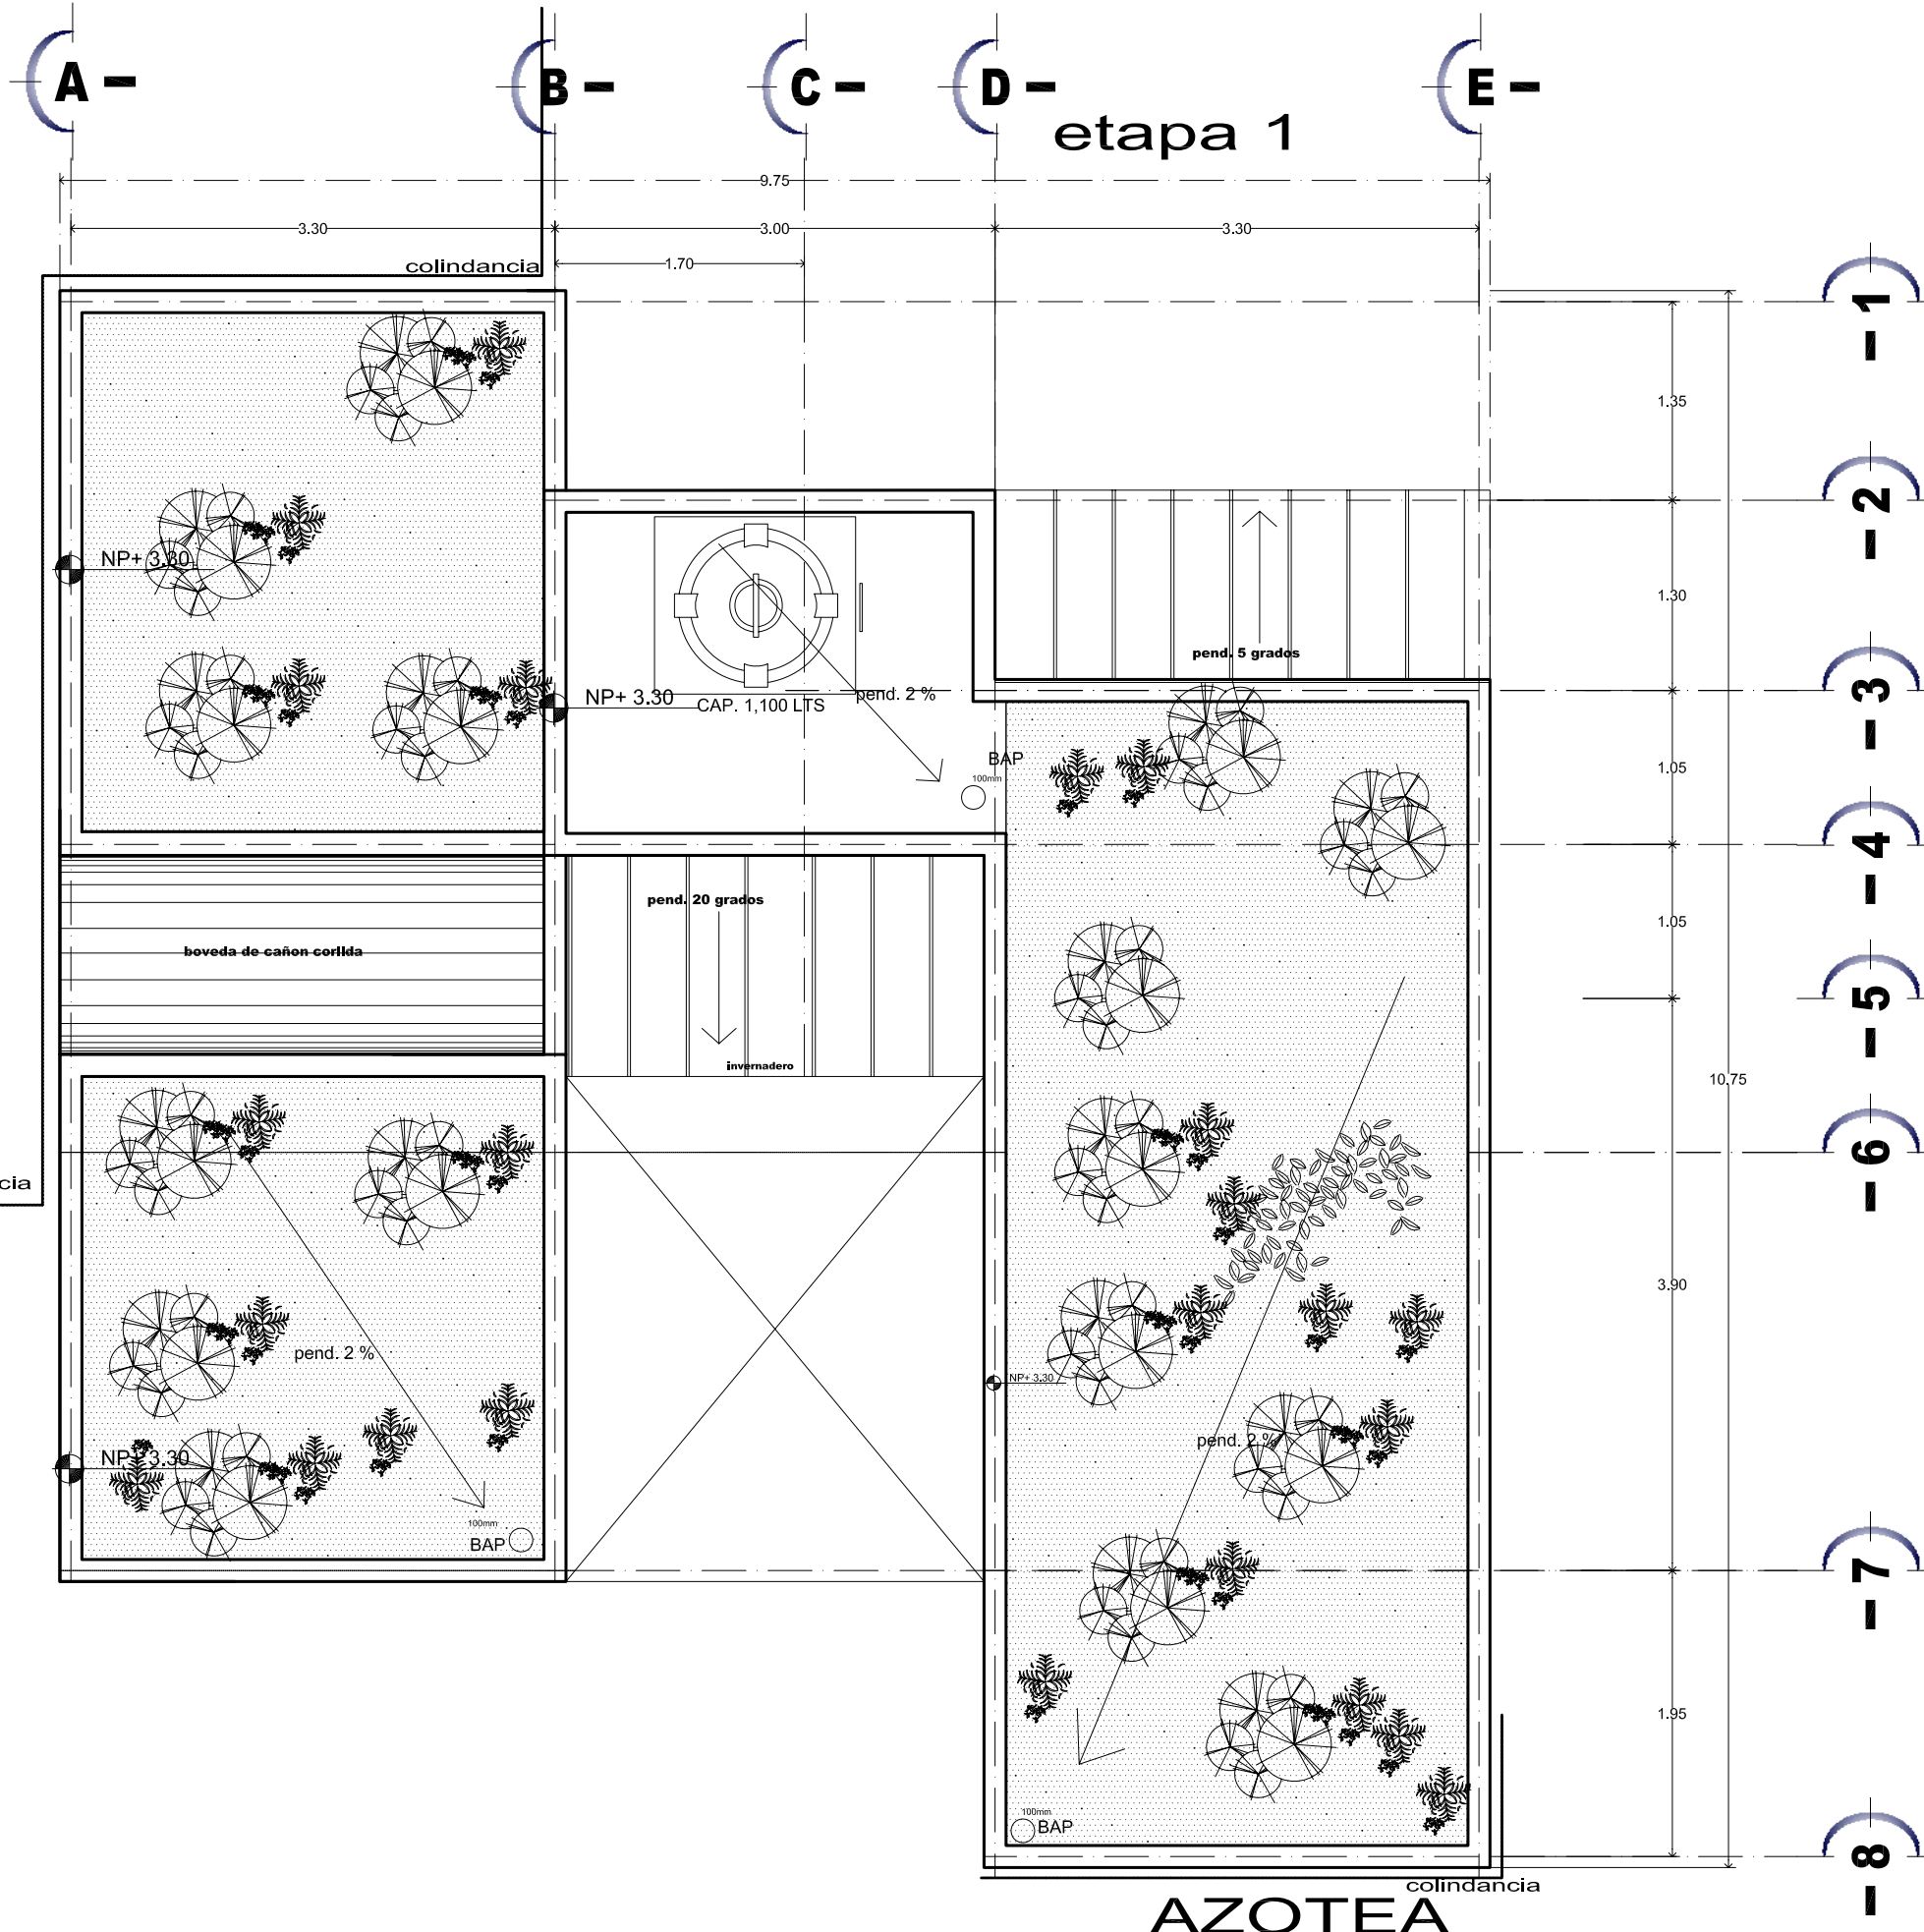 A - B - C - D - E -
etapa 1
9.75
3.30 3.00 3.30
1.70
colindancia
- 1
1.35
- 2
NP+ 3.30
1.30
pend. 5 grados
- 3
NP+ 3.30
CAP. 1,100 LTS
pend. 2 %
BAP
100mm
1.05
- 4
pend. 20 grados
1.05
boveda de cañon corlida
- 5
invernadero
10.75
- 6
cia
3.90
pend. 2 %
NP+ 3.30
pend. 2 %
NP+ 3.30
100mm
BAP
- 7
1.95
100mm
BAP
- 8
colindancia
AZOTEA